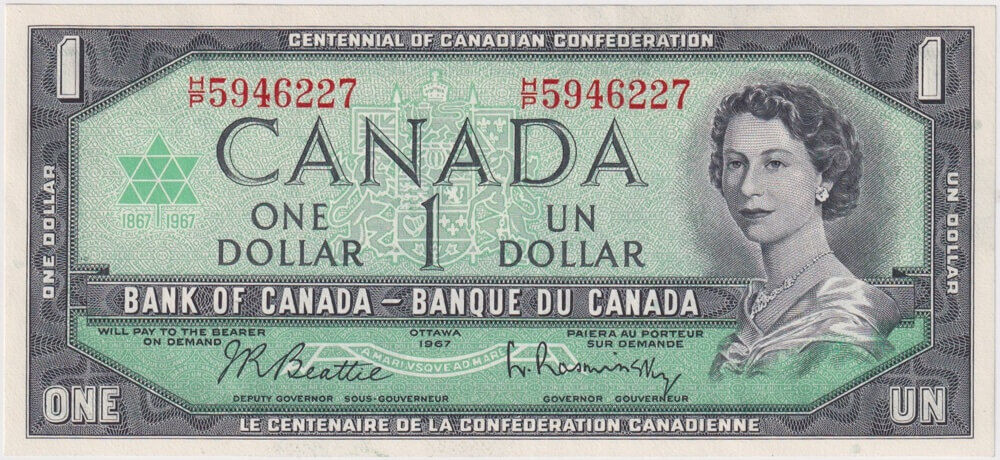 CENTENNIAL OF CANADIAN CONFEDERATION
1
1
H/P5946227
H/P5946227
CANADA
1867 1967
ONE DOLLAR
1
UN DOLLAR
ONE DOLLAR
UN DOLLAR
BANK OF CANADA – BANQUE DU CANADA
WILL PAY TO THE BEARER
ON DEMAND
OTTAWA
1967
PAIERA AU PORTEUR
SUR DEMANDE
A MARI VSQVE AD MARE
J.R. Beattie
L. Rasminsky
DEPUTY GOVERNOR SOUS-GOUVERNEUR
GOVERNOR GOUVERNEUR
ONE
UN
LE CENTENAIRE DE LA CONFÉDÉRATION CANADIENNE